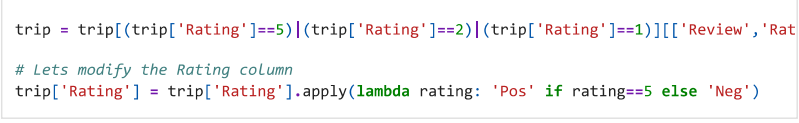 trip = trip[(trip['Rating']==5)|(trip['Rating']==2)|(trip['Rating']==1)][['Review','Rat
# Lets modify the Rating column
trip['Rating'] = trip['Rating'].apply(lambda rating: 'Pos' if rating==5 else 'Neg')